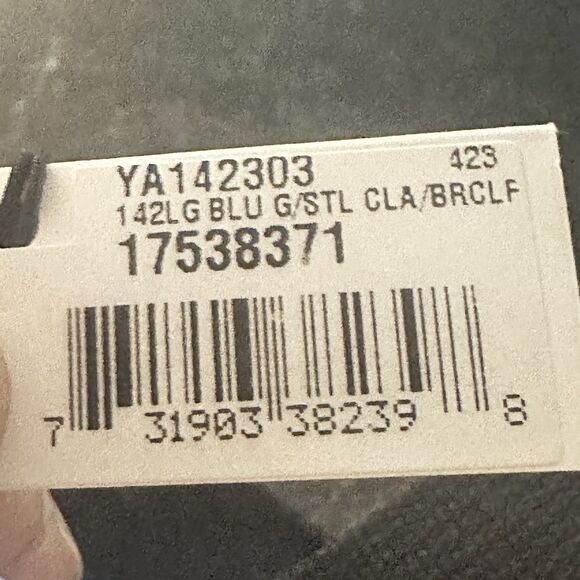 YA142303 423
142LG BLU G/STL CLA/BRCLF
17538371
7 31903 38239 8